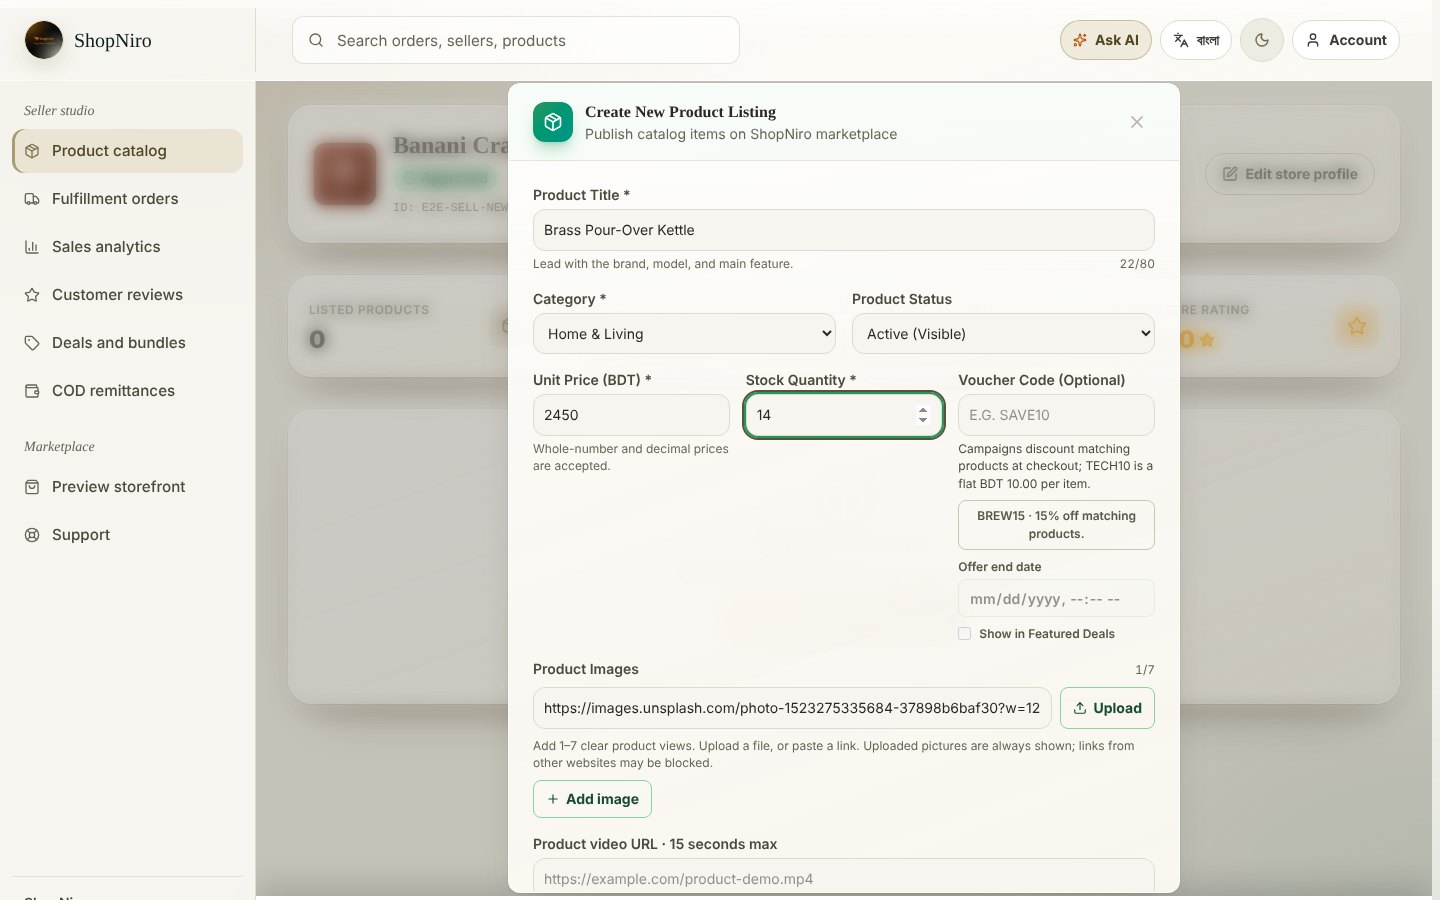 ShopNiro
Search orders, sellers, products
Ask AI
বাংলা
Account
Seller studio
Product catalog
Fulfillment orders
Sales analytics
Customer reviews
Deals and bundles
COD remittances
Marketplace
Preview storefront
Support
Banani Cra
Approved
ID: E2E-SELL-NEW
Edit store profile
LISTED PRODUCTS
0
RE RATING
0
Create New Product Listing
Publish catalog items on ShopNiro marketplace
Product Title *
Brass Pour-Over Kettle
Lead with the brand, model, and main feature.
22/80
Category *
Product Status
Home & Living
Active (Visible)
Unit Price (BDT) *
Stock Quantity *
Voucher Code (Optional)
2450
14
E.G. SAVE10
Whole-number and decimal prices
are accepted.
Campaigns discount matching
products at checkout; TECH10 is a
flat BDT 10.00 per item.
BREW15 · 15% off matching
products.
Offer end date
mm/dd/yyyy, --:-- --
Show in Featured Deals
Product Images
1/7
https://images.unsplash.com/photo-1523275335684-37898b6baf30?w=12
Upload
Add 1–7 clear product views. Upload a file, or paste a link. Uploaded pictures are always shown; links from
other websites may be blocked.
+ Add image
Product video URL · 15 seconds max
https://example.com/product-demo.mp4